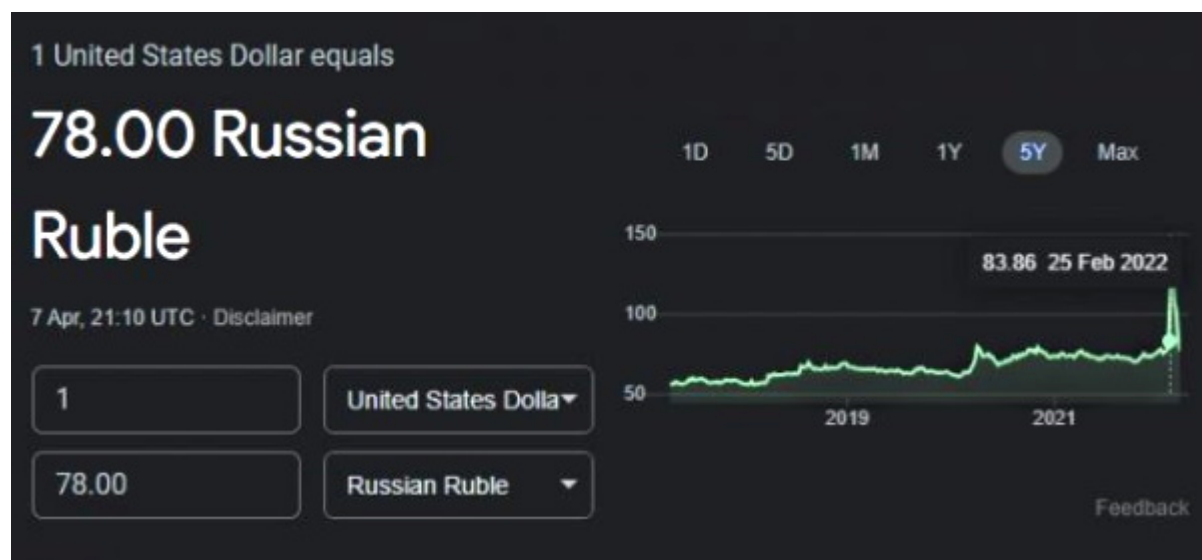 1 United States Dollar equals
78.00 Russian
Ruble
7 Apr, 21:10 UTC · Disclaimer
1
United States Dolla
78.00
Russian Ruble
1D 5D 1M 1Y 5Y Max
150
83.86 25 Feb 2022
100
50
2019 2021
Feedback